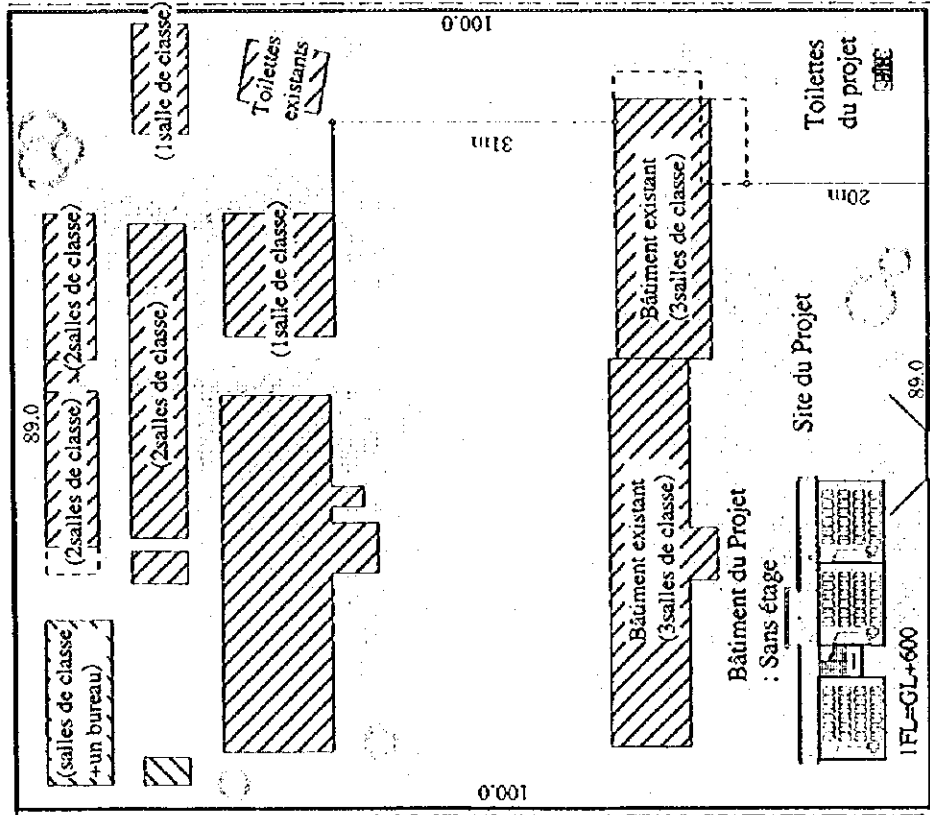 89.0
100.0
(salles de classe
+un bureau)
(2salles de classe)
(2salles de classe)
(2salles de classe)
(1salle de classe)
Toilettes
existants
(1salle de classe)
31m
Bâtiment existant
(3salles de classe)
Bâtiment existant
(3salles de classe)
20m
Bâtiment du Projet
: Sans étage
Site du Projet
Toilettes
du projet
1FL=GL+600
89.0
100.0